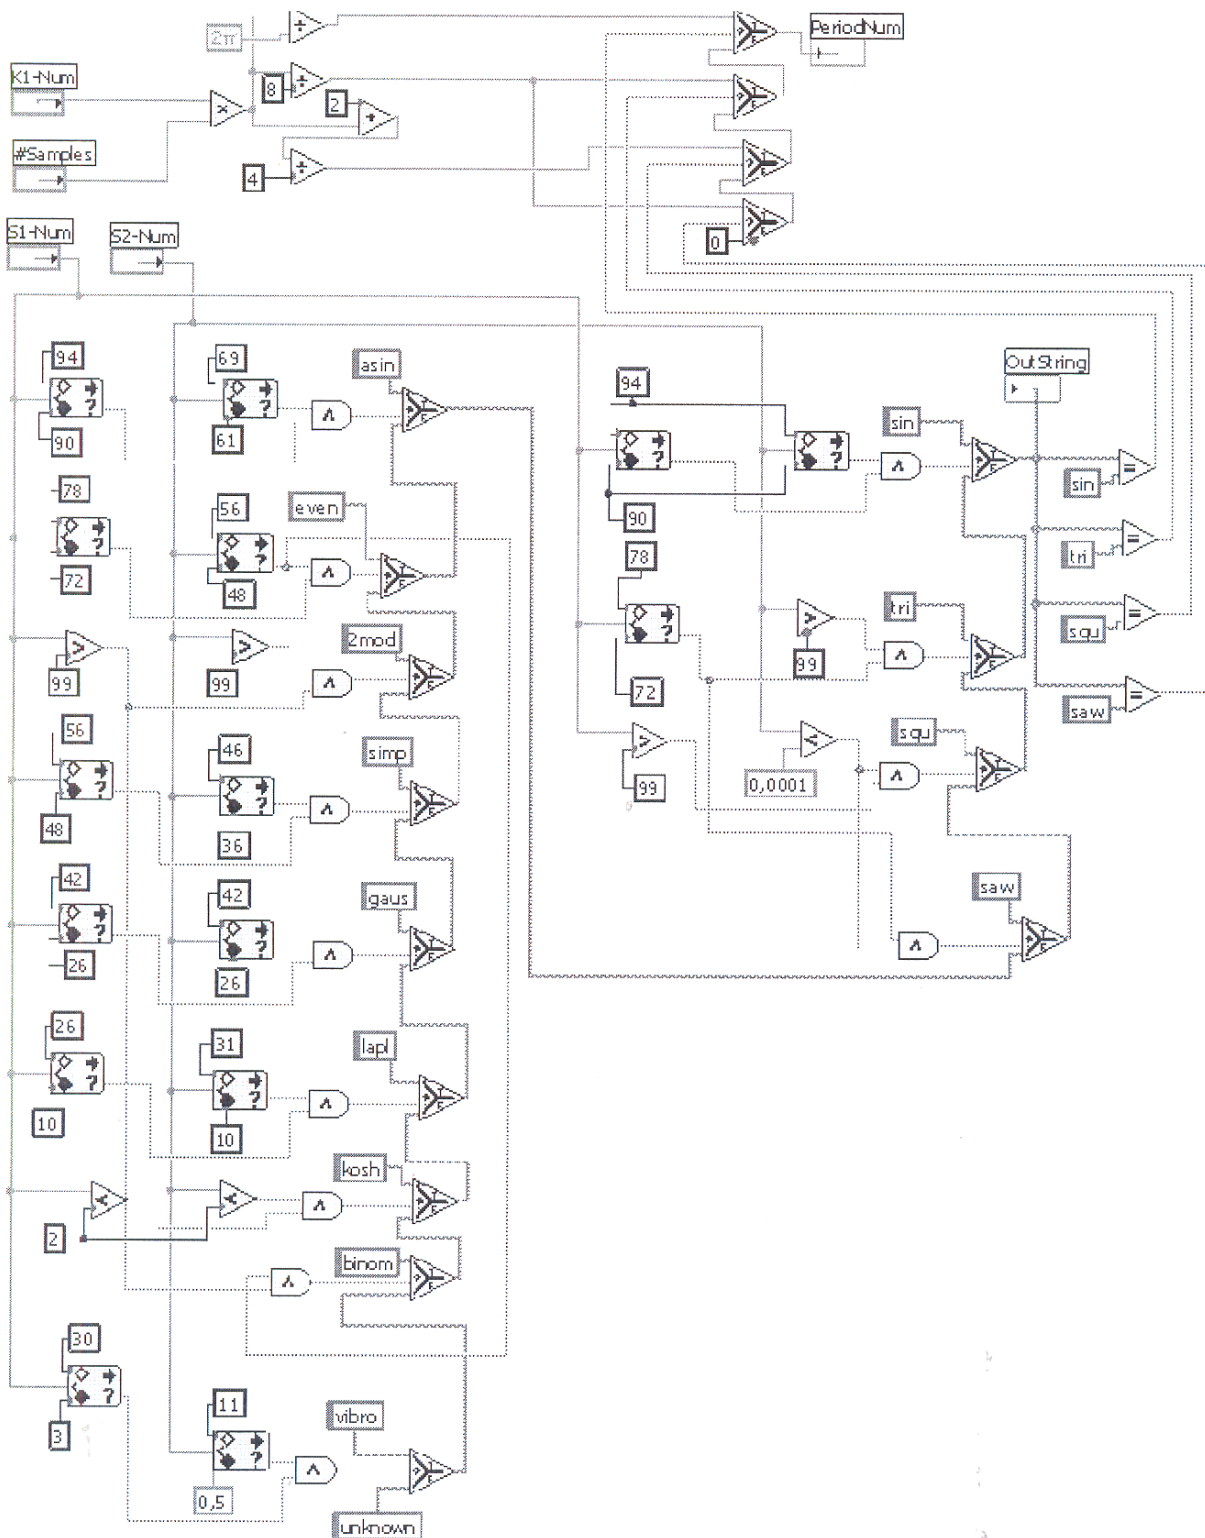 2π
PeriodNum
K1-Num
8
2
#Samples
4
S1-Num
S2-Num
0
94
69
asin
94
OutString
90
61
sin
sin
78
56
even
90
tri
72
48
78
tri
squ
99
99
2mod
99
72
saw
56
46
simp
squ
99
0,0001
48
36
42
42
gaus
saw
26
26
26
31
lapl
10
10
kosh
2
binom
30
11
vibro
3
0,5
unknown